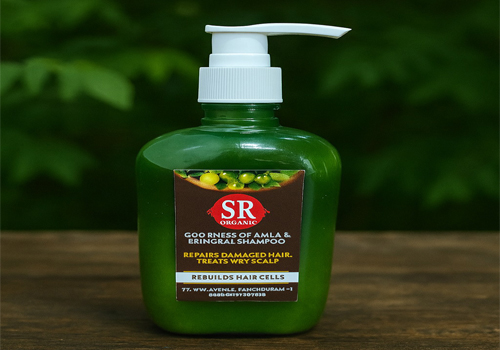 SR
ORGANIC
GOO RNESS OF AMLA &
ERINGRAL SHAMPOO
REPAIRS DAMAGED HAIR.
TREATS WRY SCALP
REBUILDS HAIR CELLS
77. WW.AVENLE, FANCHDURAM -1